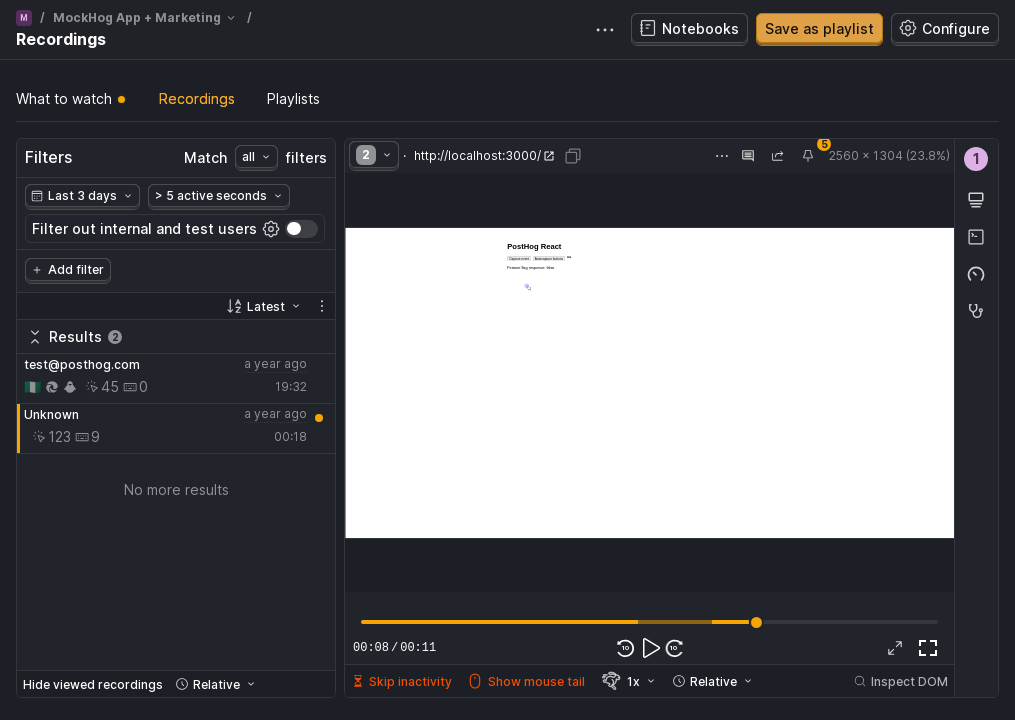 M / MockHog App + Marketing /
Recordings
Notebooks
Save as playlist
Configure
What to watch
Recordings
Playlists
Filters
Match all filters
Last 3 days
> 5 active seconds
Filter out internal and test users
Add filter
Latest
Results 2
test@posthog.com a year ago
45 0 19:32
Unknown a year ago
123 9 00:18
No more results
Hide viewed recordings
Relative
2 · http://localhost:3000/
5
2560 × 1304 (23.8%)
1
PostHog React
Capture event Autocapture buttons
Feature flag response: false
00:08 / 00:11
10 10
Skip inactivity
Show mouse tail
1x
Relative
Inspect DOM